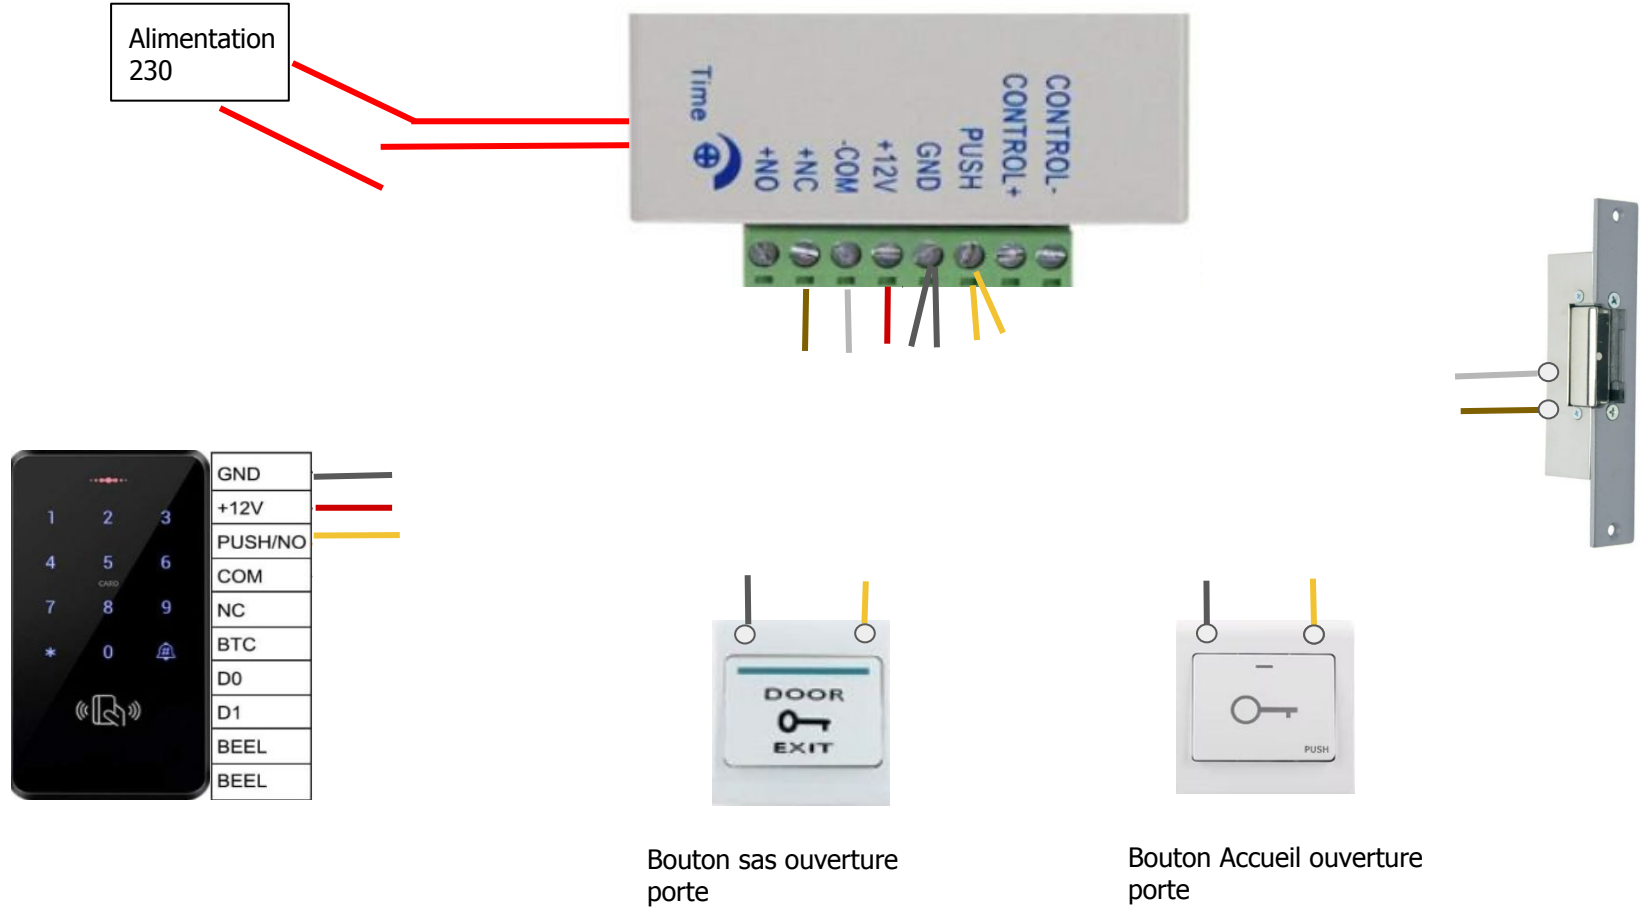 Alimentation
230
Time
+NO
+NC
-COM
+12V
GND
PUSH
CONTROL+
CONTROL-
GND
+12V
PUSH/NO
COM
NC
BTC
D0
D1
BEEL
BEEL
1 2 3
4 5 6
CARD
7 8 9
* 0 #
DOOR
EXIT
PUSH
Bouton sas ouverture
porte
Bouton Accueil ouverture
porte